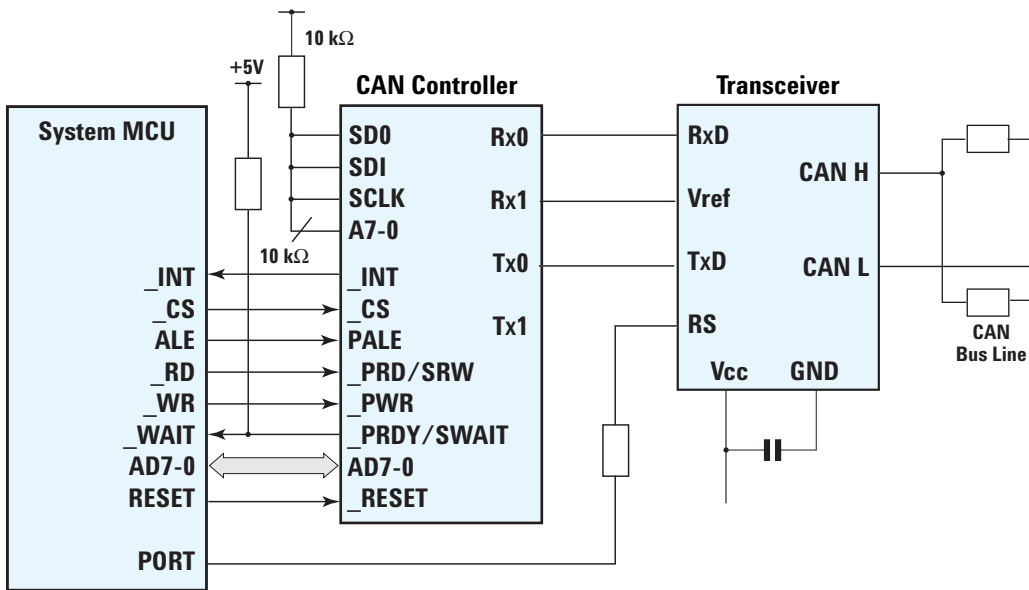 10 kΩ
+5V
CAN Controller
Transceiver
System MCU
SD0
SDI
SCLK
A7-0
10 kΩ
Rx0
Rx1
Tx0
Tx1
RxD
Vref
TxD
RS
CAN H
CAN L
Vcc
GND
CAN
Bus Line
_INT
_CS
ALE
_RD
_WR
_WAIT
AD7-0
RESET
PORT
_INT
_CS
PALE
_PRD/SRW
_PWR
_PRDY/SWAIT
AD7-0
_RESET